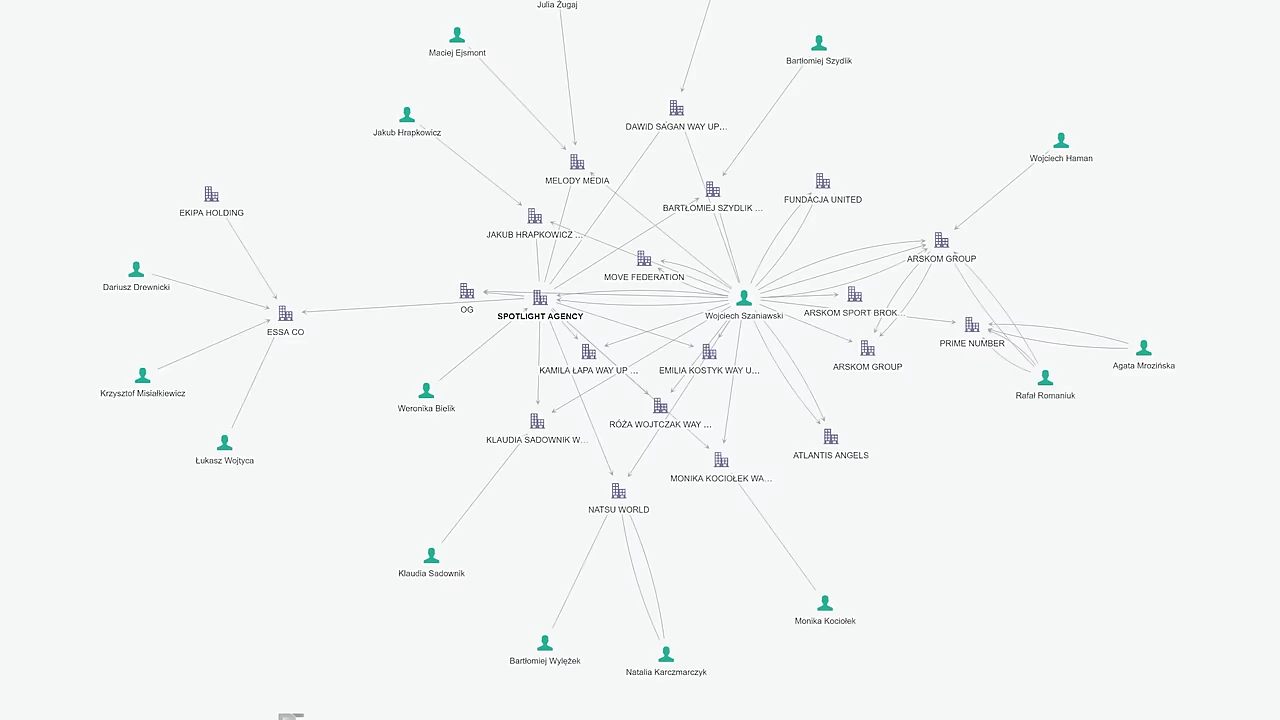 Julia Żugaj
Maciej Ejsmont
Bartłomiej Szydlik
DAWID SAGAN WAY UP...
Jakub Hrapkowicz
Wojciech Haman
MELODY MEDIA
FUNDACJA UNITED
BARTŁOMIEJ SZYDLIK ...
EKIPA HOLDING
JAKUB HRAPKOWICZ ...
ARSKOM GROUP
MOVE FEDERATION
Dariusz Drewnicki
OG
SPOTLIGHT AGENCY
Wojciech Szaniawski
ARSKOM SPORT BROK...
ESSA CO
PRIME NUMBER
KAMILA ŁAPA WAY UP ...
EMILIA KOSTYK WAY U...
ARSKOM GROUP
Agata Mrozińska
Krzysztof Misiałkiewicz
Rafał Romaniuk
Weronika Bielik
RÓŻA WOJTCZAK WAY ...
KLAUDIA SADOWNIK W...
ATLANTIS ANGELS
Łukasz Wojtyca
MONIKA KOCIOŁEK WA...
NATSU WORLD
Klaudia Sadownik
Monika Kociołek
Bartłomiej Wylężek
Natalia Karczmarczyk